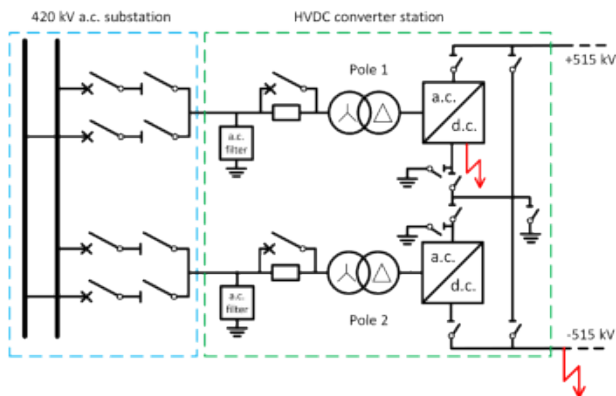 420 kV a.c. substation
HVDC converter station
Pole 1
+515 kV
a.c.
d.c.
a.c.
filter
a.c.
d.c.
a.c.
filter
Pole 2
-515 kV